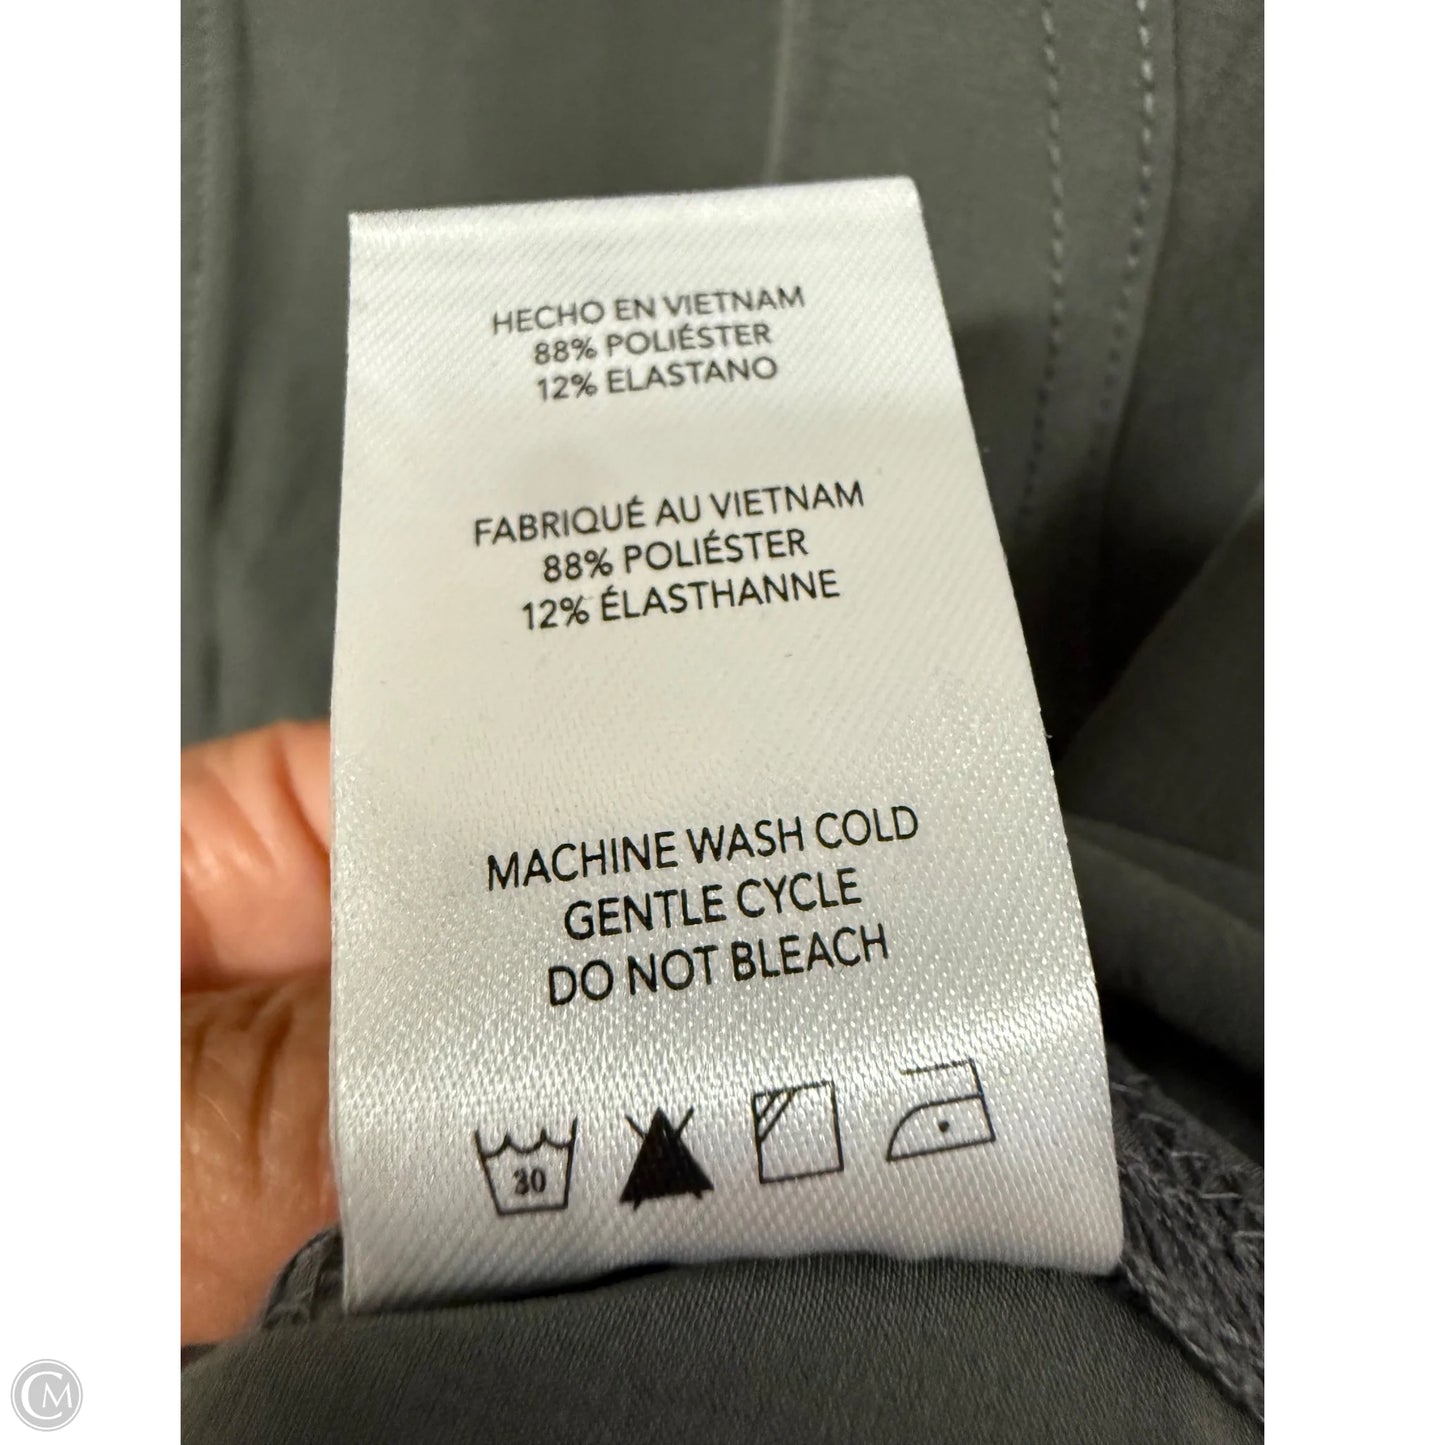 HECHO EN VIETNAM
88% POLIÉSTER
12% ELASTANO
FABRIQUÉ AU VIETNAM
88% POLIÉSTER
12% ÉLASTHANNE
MACHINE WASH COLD
GENTLE CYCLE
DO NOT BLEACH
30
CM